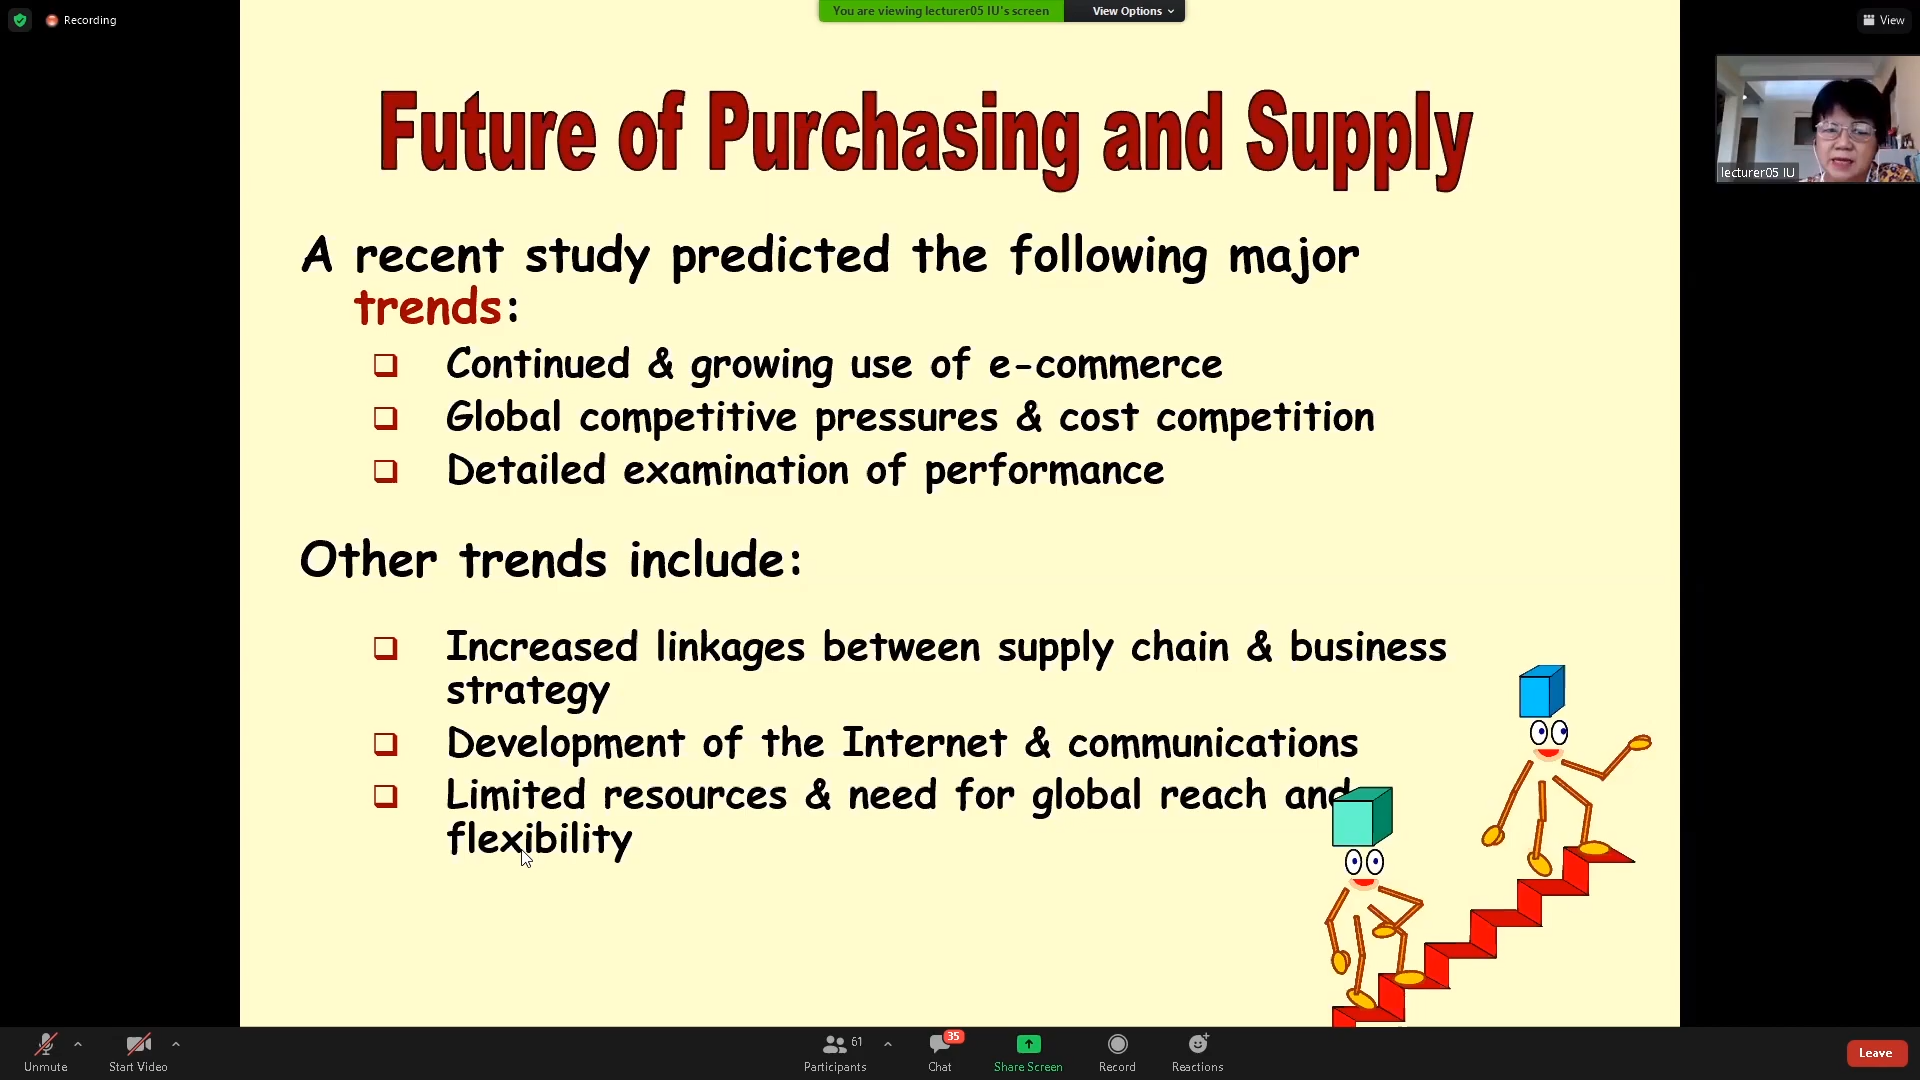 Recording
You are viewing lecturer05 IU's screen
View Options
View
Future of Purchasing and Supply
lecturer05 IU
A recent study predicted the following major
trends:
Continued & growing use of e-commerce
Global competitive pressures & cost competition
Detailed examination of performance
Other trends include:
Increased linkages between supply chain & business
strategy
Development of the Internet & communications
Limited resources & need for global reach and
flexibility
Unmute
Start Video
61
Participants
35
Chat
Share Screen
Record
Reactions
Leave